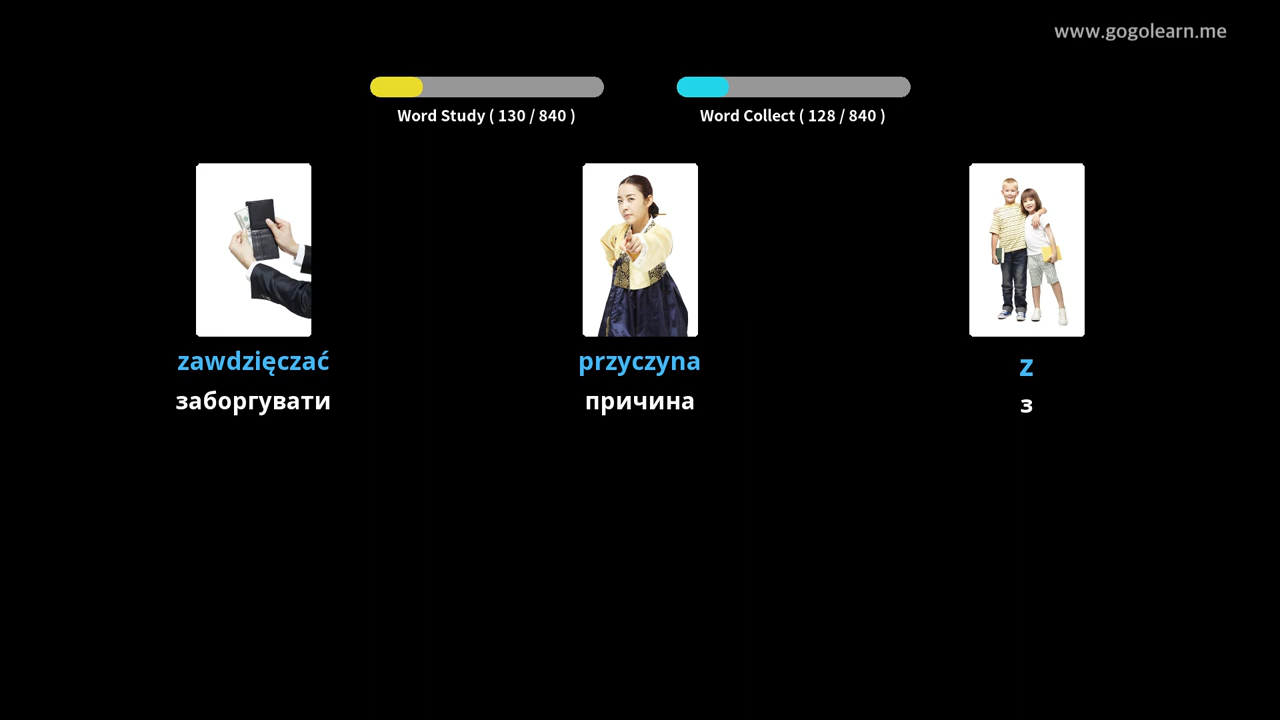 www.gogolearn.me
Word Study ( 130 / 840 )
Word Collect ( 128 / 840 )
zawdzięczać
przyczyna
z
заборгувати
причина
з